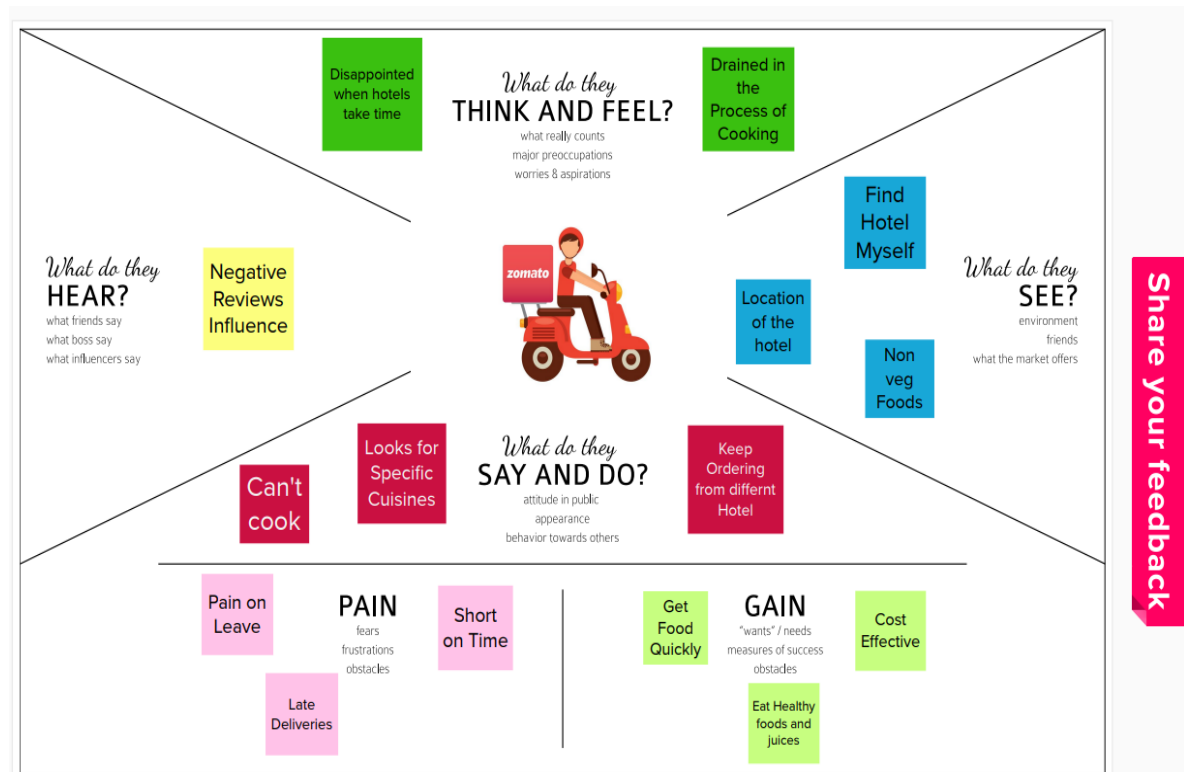 Disappointed
when hotels
take time
What do they
THINK AND FEEL?
what really counts
major preoccupations
worries & aspirations
Drained in
the
Process of
Cooking
What do they
HEAR?
what friends say
what boss say
what influencers say
Negative
Reviews
Influence
zomato
Find
Hotel
Myself
Location
of the
hotel
Non
veg
Foods
What do they
SEE?
environment
friends
what the market offers
Can't
cook
Looks for
Specific
Cuisines
What do they
SAY AND DO?
attitude in public
appearance
behavior towards others
Keep
Ordering
from differnt
Hotel
Pain on
Leave
PAIN
fears
frustrations
obstacles
Short
on Time
Late
Deliveries
Get
Food
Quickly
GAIN
"wants" / needs
measures of success
obstacles
Cost
Effective
Eat Healthy
foods and
juices
Share your feedback